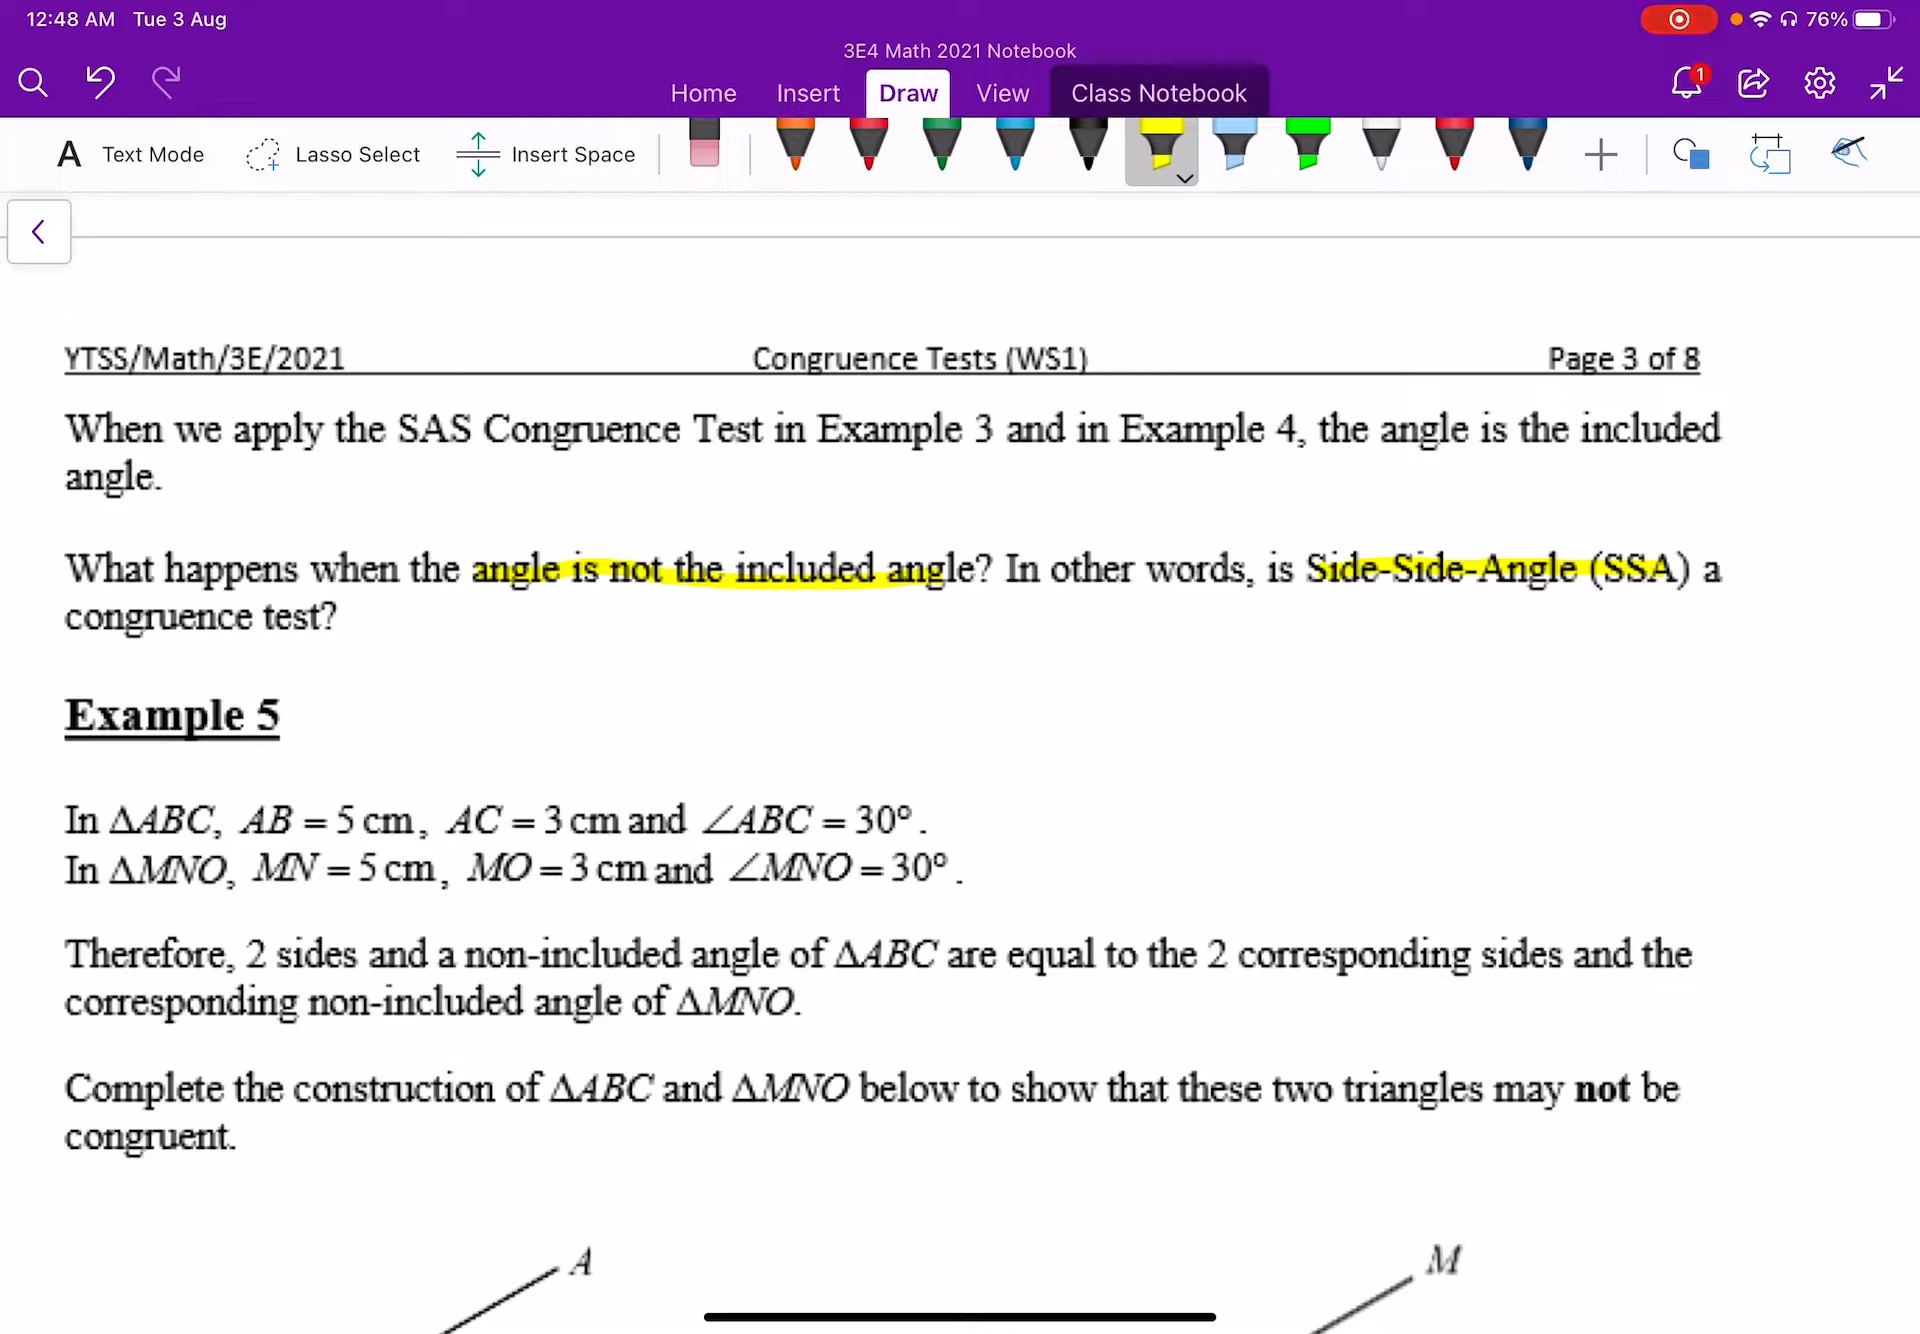 12:48 AM Tue 3 Aug
76%
3E4 Math 2021 Notebook
1
Home Insert Draw View Class Notebook
A Text Mode Lasso Select Insert Space
YTSS/Math/3E/2021 Congruence Tests (WS1) Page 3 of 8
When we apply the SAS Congruence Test in Example 3 and in Example 4, the angle is the included
angle.
What happens when the angle is not the included angle? In other words, is Side-Side-Angle (SSA) a
congruence test?
Example 5
In ΔABC, AB = 5 cm, AC = 3 cm and ∠ABC = 30°.
In ΔMNO, MN = 5 cm, MO = 3 cm and ∠MNO = 30°.
Therefore, 2 sides and a non-included angle of ΔABC are equal to the 2 corresponding sides and the
corresponding non-included angle of ΔMNO.
Complete the construction of ΔABC and ΔMNO below to show that these two triangles may not be
congruent.
A M